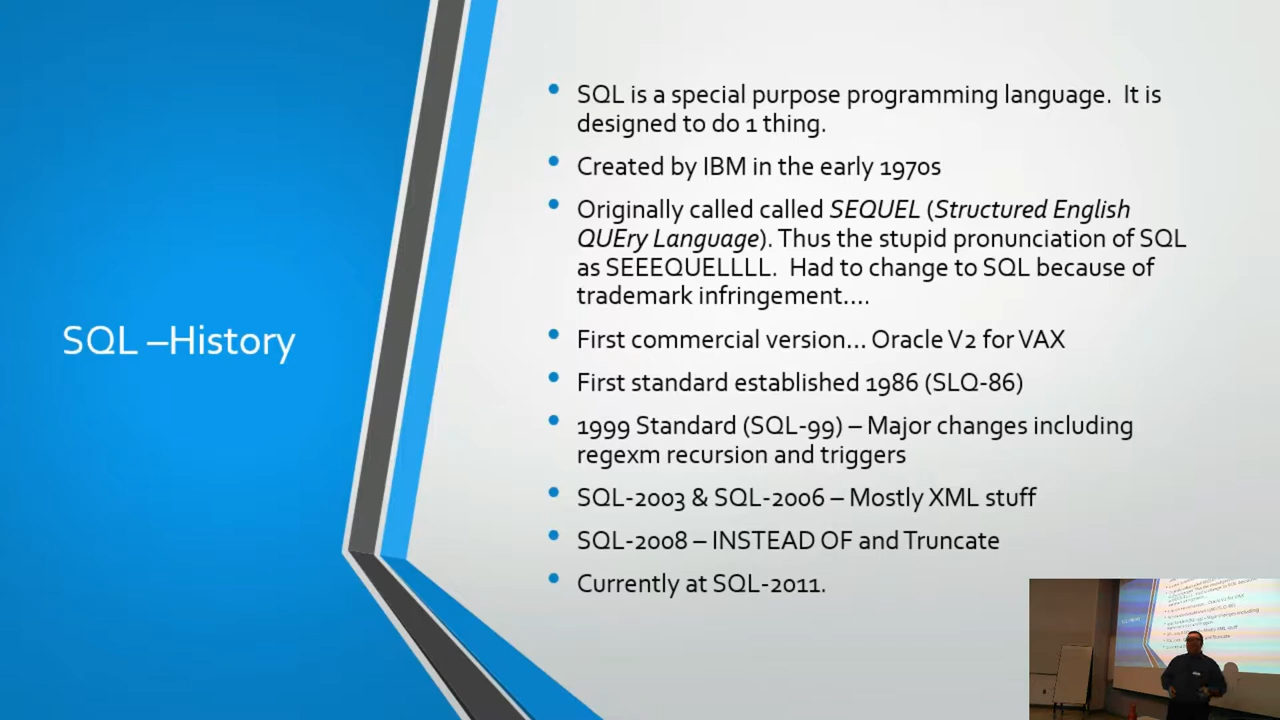 SQL –History
• SQL is a special purpose programming language.  It is
designed to do 1 thing.
• Created by IBM in the early 1970s
• Originally called called SEQUEL (Structured English
QUEry Language). Thus the stupid pronunciation of SQL
as SEEEQUELLLL.  Had to change to SQL because of
trademark infringement….
• First commercial version… Oracle V2 for VAX
• First standard established 1986 (SLQ-86)
• 1999 Standard (SQL-99) – Major changes including
regexm recursion and triggers
• SQL-2003 & SQL-2006 – Mostly XML stuff
• SQL-2008 – INSTEAD OF and Truncate
• Currently at SQL-2011.